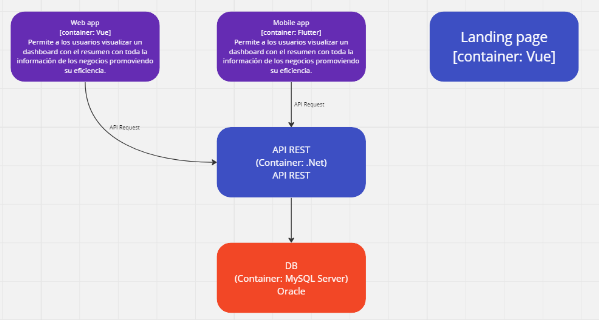 Web app
[container: Vue]
Permite a los usuarios visualizar un
dashboard con el resumen con toda la
información de los negocios promoviendo
su eficiencia.
Mobile app
[container: Flutter]
Permite a los usuarios visualizar un
dashboard con el resumen con toda la
información de los negocios promoviendo
su eficiencia.
Landing page
[container: Vue]
API Request
API Request
API REST
(Container: .Net)
API REST
DB
(Container: MySQL Server)
Oracle